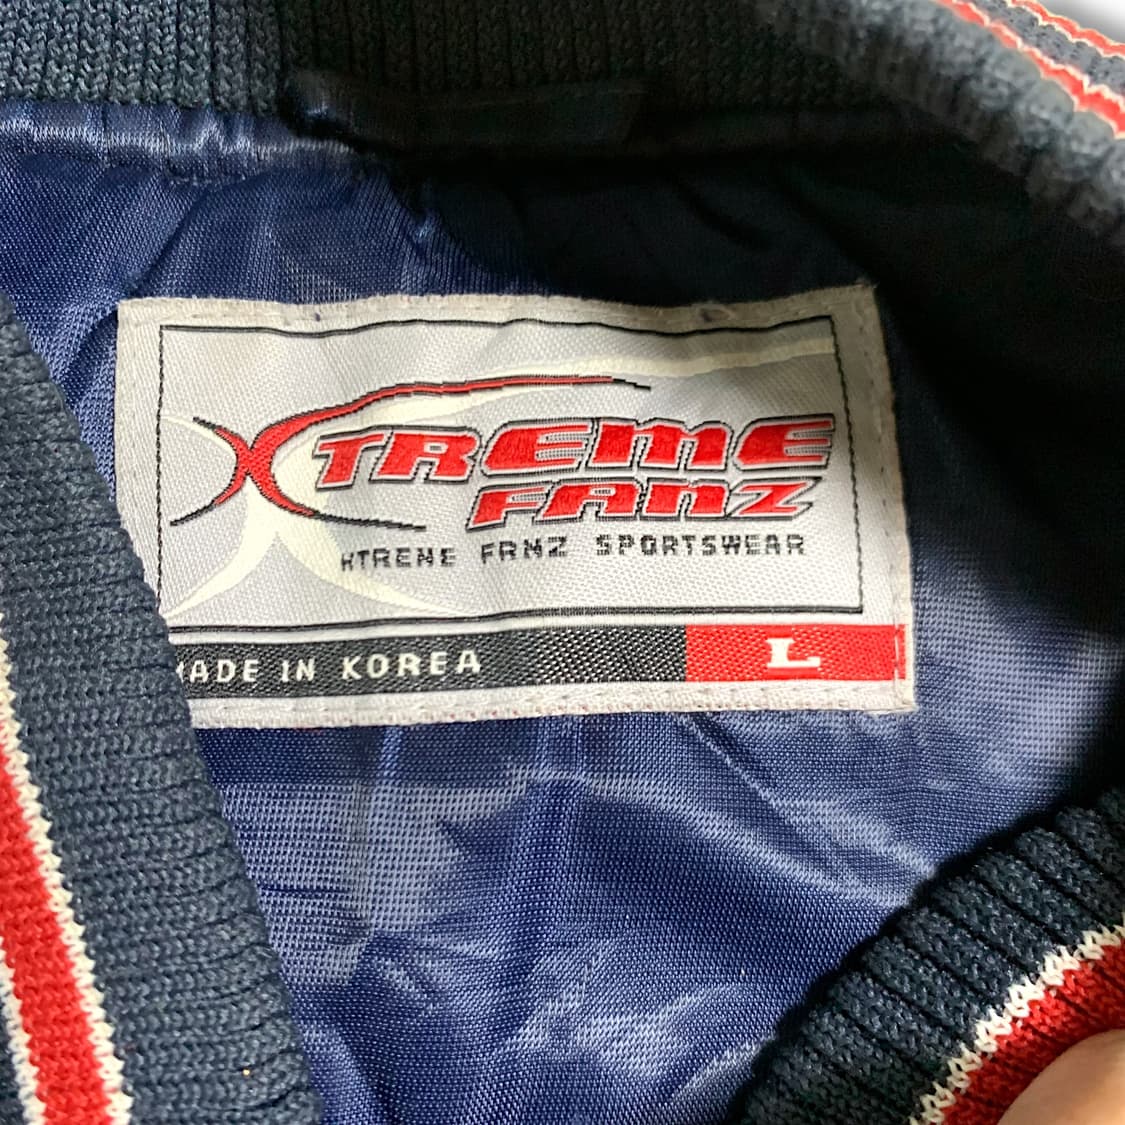 XTREME
FANZ
XTREME FANZ SPORTSWEAR
MADE IN KOREA L